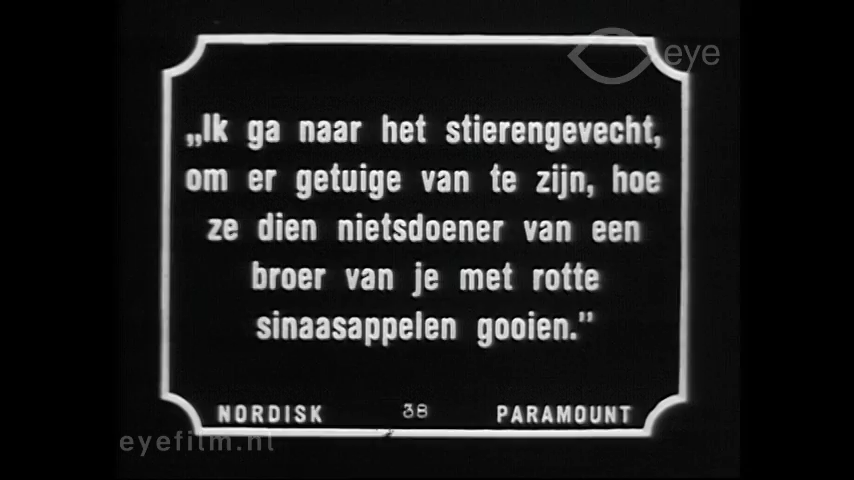 eye
„Ik ga naar het stierengevecht,
om er getuige van te zijn, hoe
ze dien nietsdoener van een
broer van je met rotte
sinaasappelen gooien.”
NORDISK 38 PARAMOUNT
eyefilm.nl